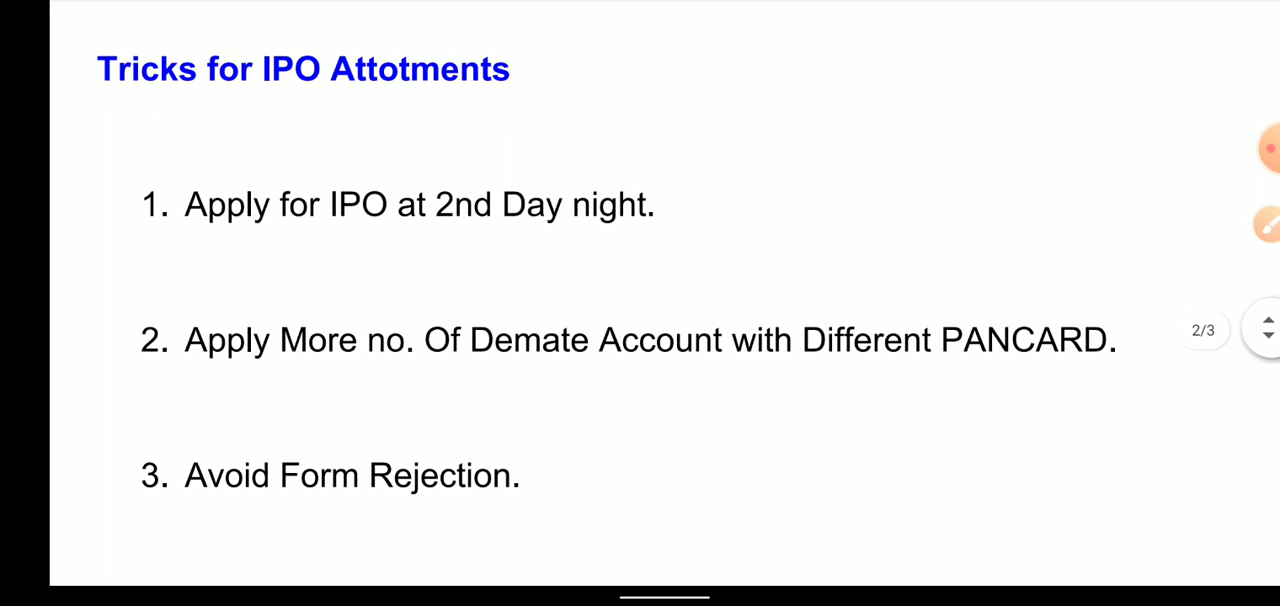 Tricks for IPO Attotments
1. Apply for IPO at 2nd Day night.
2. Apply More no. Of Demate Account with Different PANCARD.
2/3
3. Avoid Form Rejection.